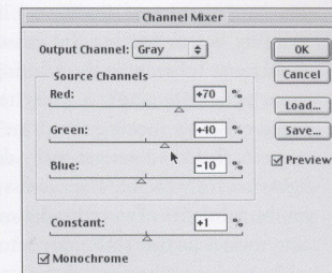 Channel Mixer
Output Channel: Gray
OK
Cancel
Load...
Save...
Preview
Source Channels
Red: +70 %
Green: +40 %
Blue: -10 %
Constant: +1 %
Monochrome